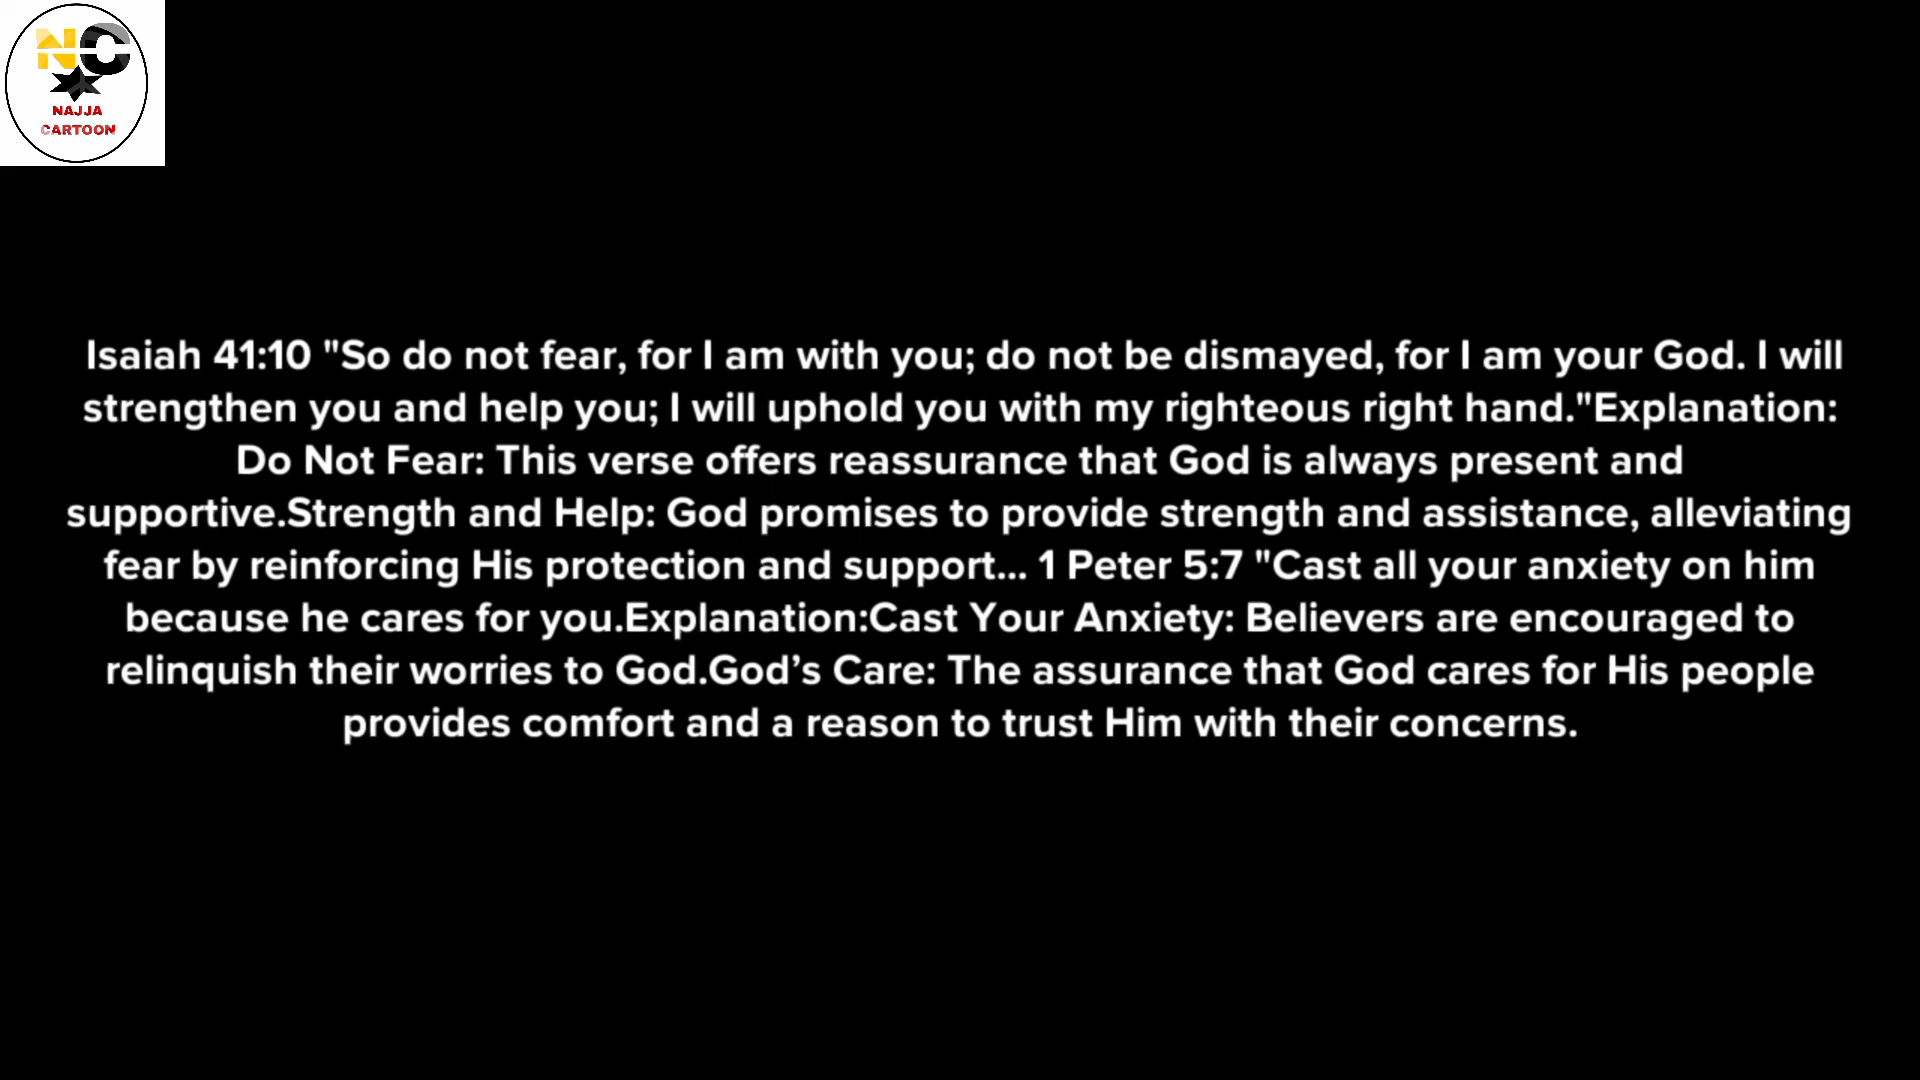 NC
NAJJA
CARTOON
Isaiah 41:10 "So do not fear, for I am with you; do not be dismayed, for I am your God. I will
strengthen you and help you; I will uphold you with my righteous right hand."Explanation:
Do Not Fear: This verse offers reassurance that God is always present and
supportive.Strength and Help: God promises to provide strength and assistance, alleviating
fear by reinforcing His protection and support... 1 Peter 5:7 "Cast all your anxiety on him
because he cares for you.Explanation:Cast Your Anxiety: Believers are encouraged to
relinquish their worries to God.God’s Care: The assurance that God cares for His people
provides comfort and a reason to trust Him with their concerns.